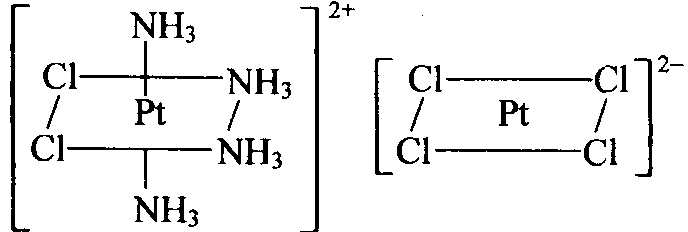 NH₃ 2+
Cl NH₃ Cl Cl 2−
Pt Pt
Cl NH₃ Cl Cl
NH₃